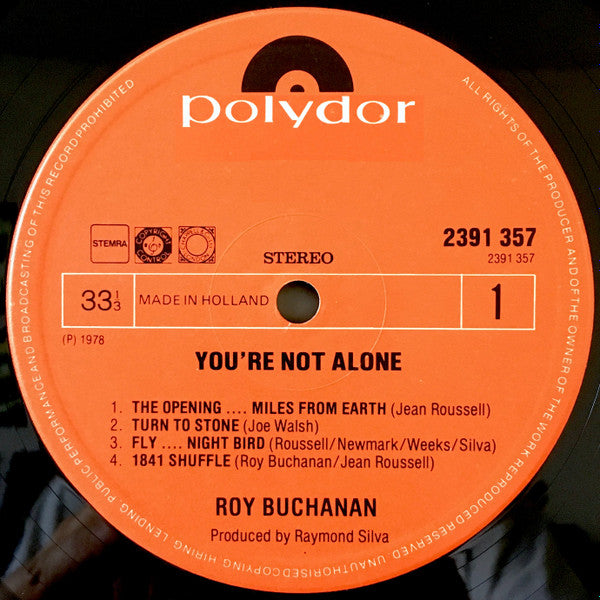 polydor
STEMRA
COPYRIGHT CONTROL
STEREO
2391 357
2391 357
33 1/3
MADE IN HOLLAND
1
(P) 1978
YOU'RE NOT ALONE
1. THE OPENING .... MILES FROM EARTH (Jean Roussell)
2. TURN TO STONE (Joe Walsh)
3. FLY .... NIGHT BIRD (Roussell/Newmark/Weeks/Silva)
4. 1841 SHUFFLE (Roy Buchanan/Jean Roussell)
ROY BUCHANAN
Produced by Raymond Silva
ALL RIGHTS OF THE PRODUCER AND OF THE OWNER OF THE WORK REPRODUCED RESERVED. UNAUTHORISED COPYING. HIRING. LENDING. PUBLIC PERFORMANCE AND BROADCASTING OF THIS RECORD PROHIBITED